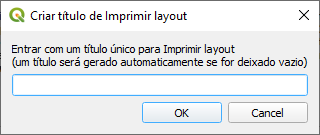 Criar título de Imprimir layout
Entrar com um título único para Imprimir layout
(um título será gerado automaticamente se for deixado vazio)
OK
Cancel